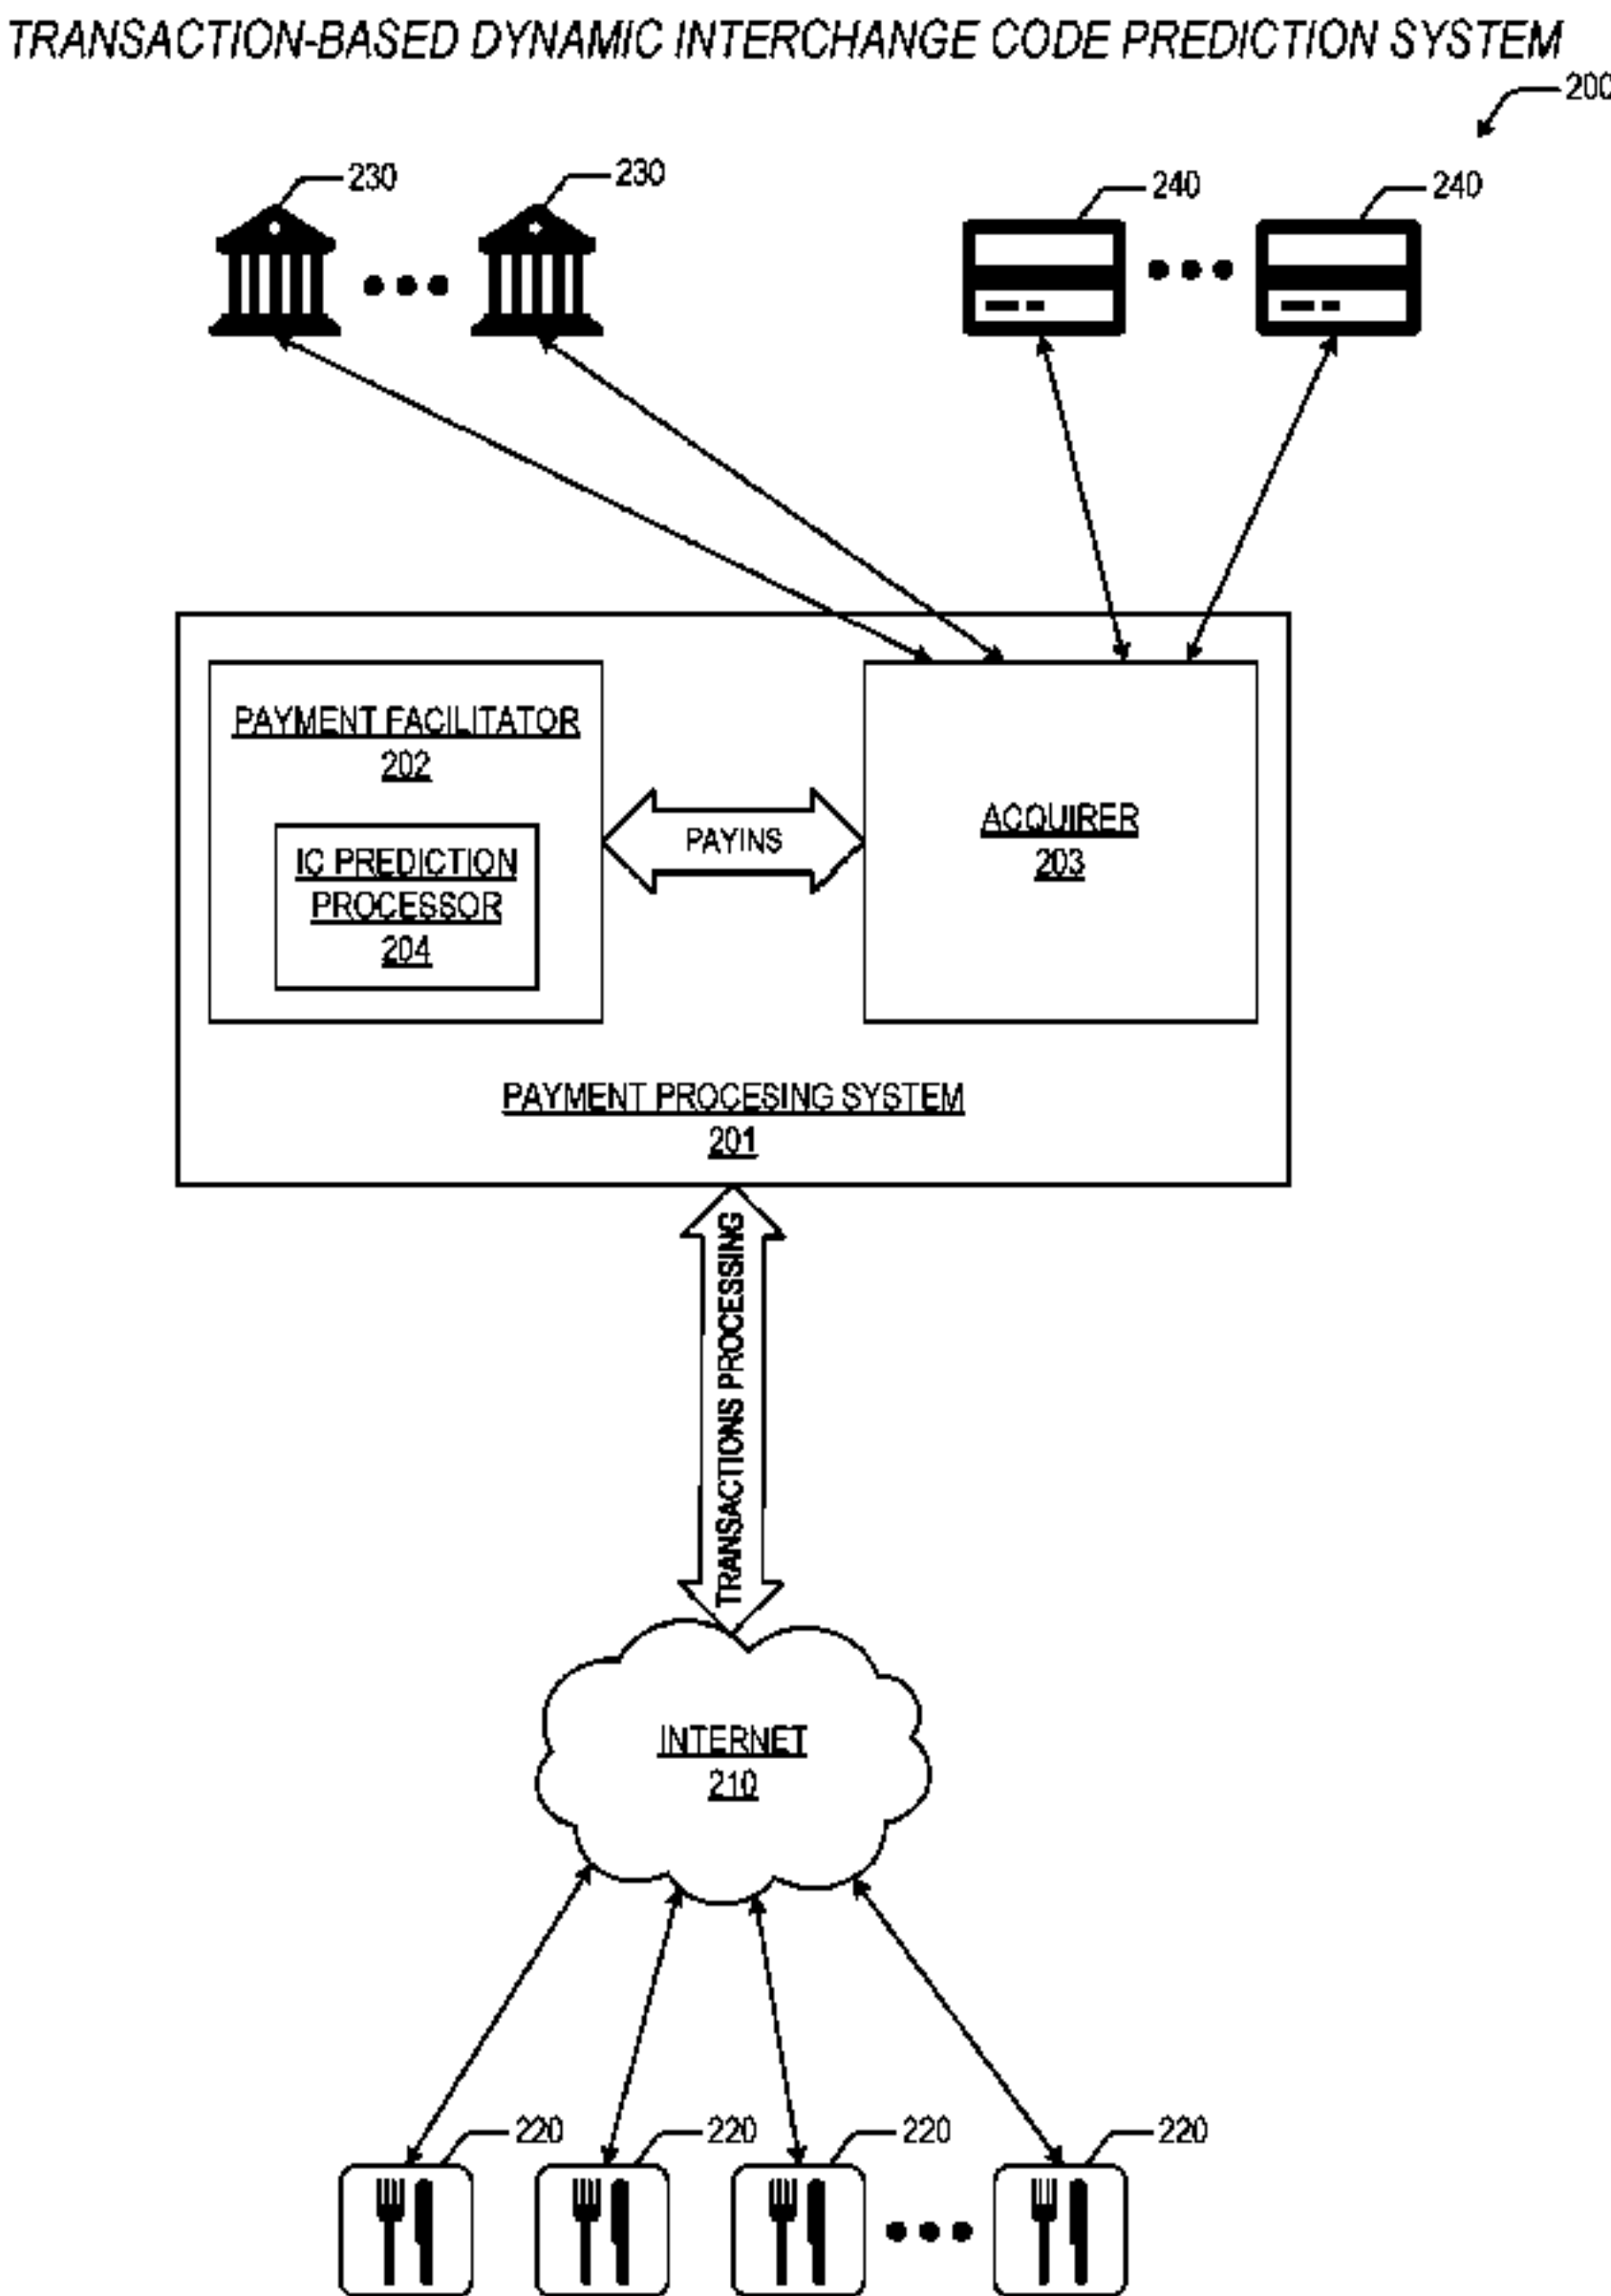 TRANSACTION-BASED DYNAMIC INTERCHANGE CODE PREDICTION SYSTEM
200
230
230
240
240
PAYMENT FACILITATOR
202
IC PREDICTION
PROCESSOR
204
PAYINS
ACQUIRER
203
PAYMENT PROCESING SYSTEM
201
TRANSACTIONS PROCESSING
INTERNET
210
220
220
220
220